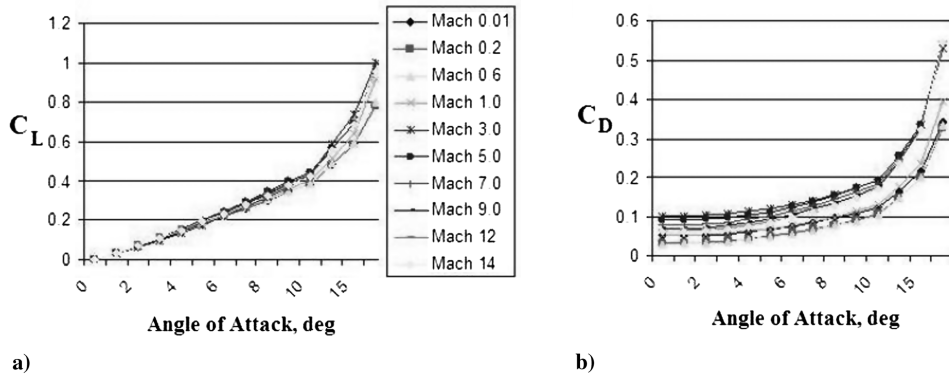 1.2
1
0.8
0.6
0.4
0.2
0
C L
0 2 4 6 8 10 15
Angle of Attack, deg
a)
Mach 0 01
Mach 0.2
Mach 0 6
Mach 1.0
Mach 3.0
Mach 5.0
Mach 7.0
Mach 9.0
Mach 12
Mach 14
0.6
0.5
0.4
0.3
0.2
0.1
0
C D
0 2 4 6 8 10 15
Angle of Attack, deg
b)